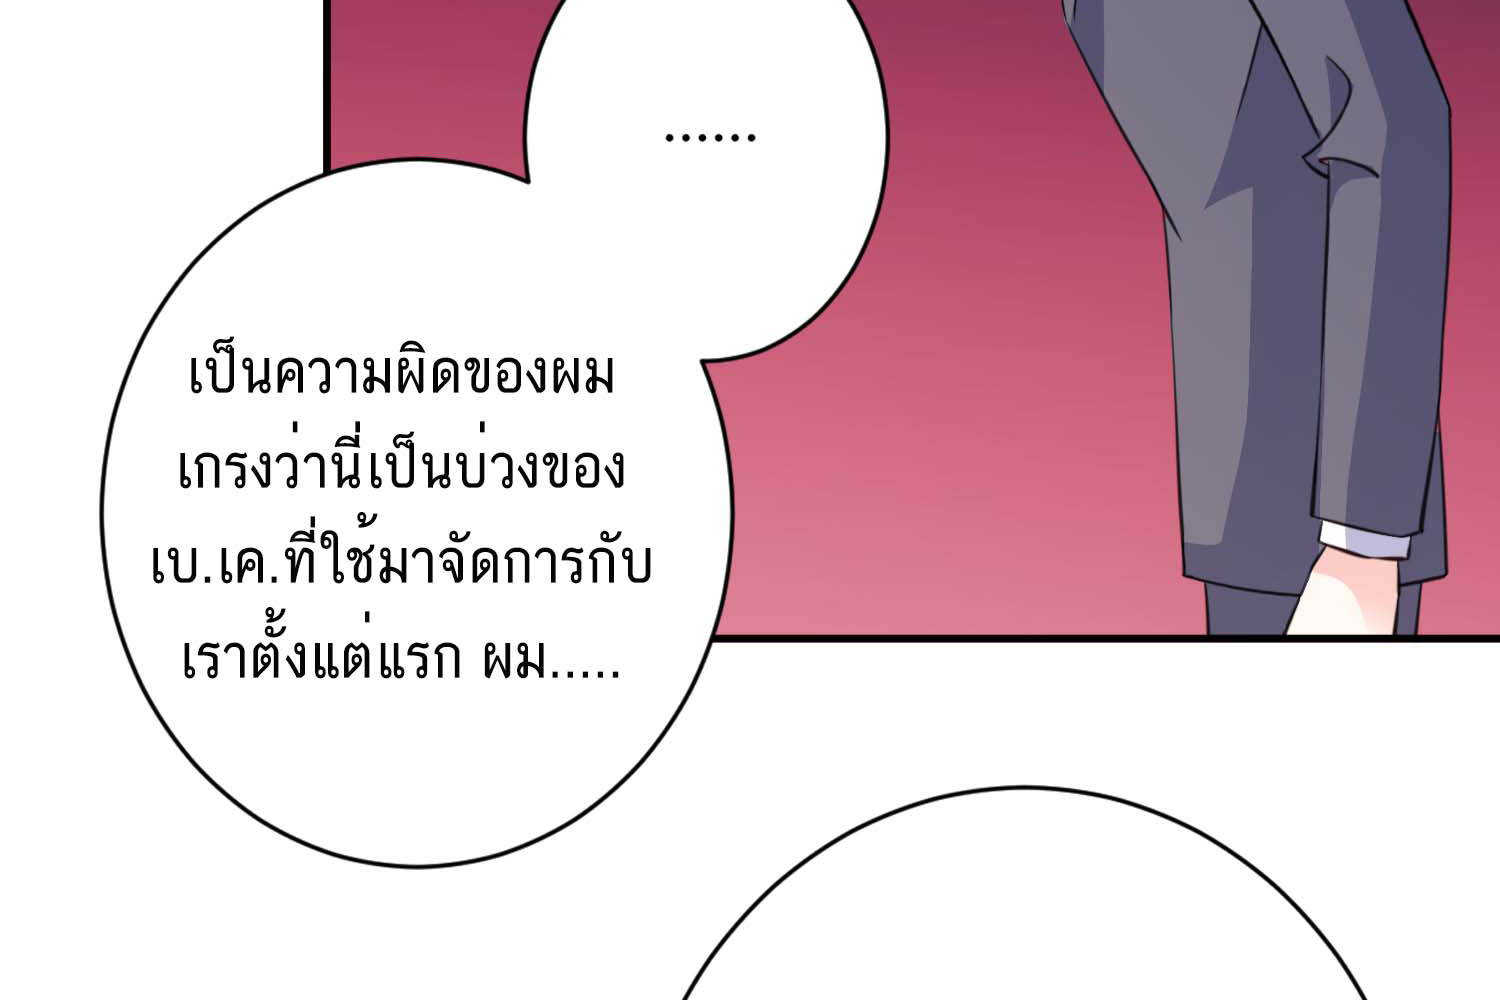 ......
เป็นความผิดของผม
เกรงว่านี่เป็นบ่วงของ
เบ.เค.ที่ใช้มาจัดการกับ
เราตั้งแต่แรก ผม.....